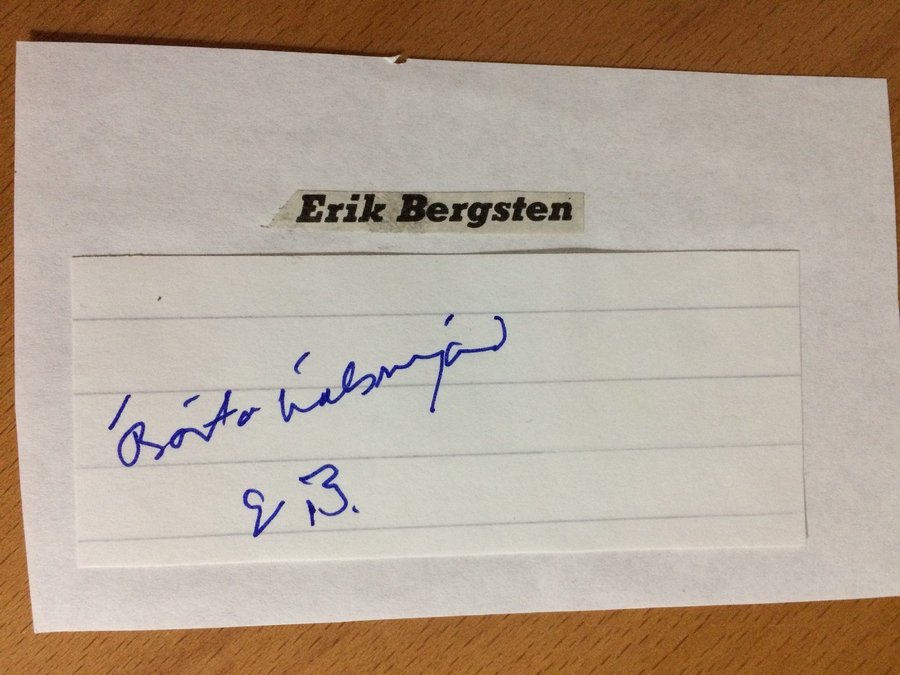 Erik Bergsten
Bästa hälsningar
E B.